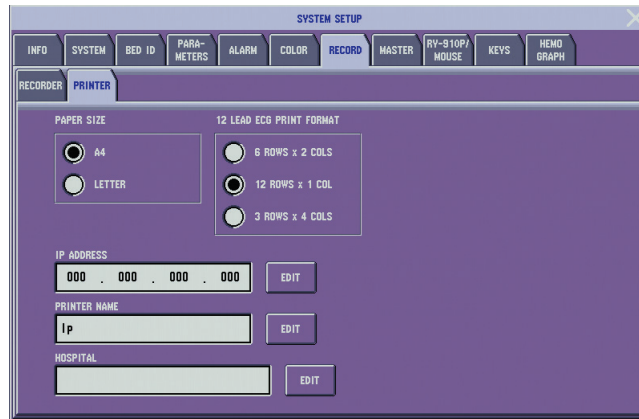 SYSTEM SETUP
INFO SYSTEM BED ID PARA-METERS ALARM COLOR RECORD MASTER RY-910P/MOUSE KEYS HEMO GRAPH
RECORDER PRINTER
PAPER SIZE 12 LEAD ECG PRINT FORMAT
A4 6 ROWS x 2 COLS
LETTER 12 ROWS x 1 COL
3 ROWS x 4 COLS
IP ADDRESS
000 . 000 . 000 . 000 EDIT
PRINTER NAME
lp EDIT
HOSPITAL
EDIT